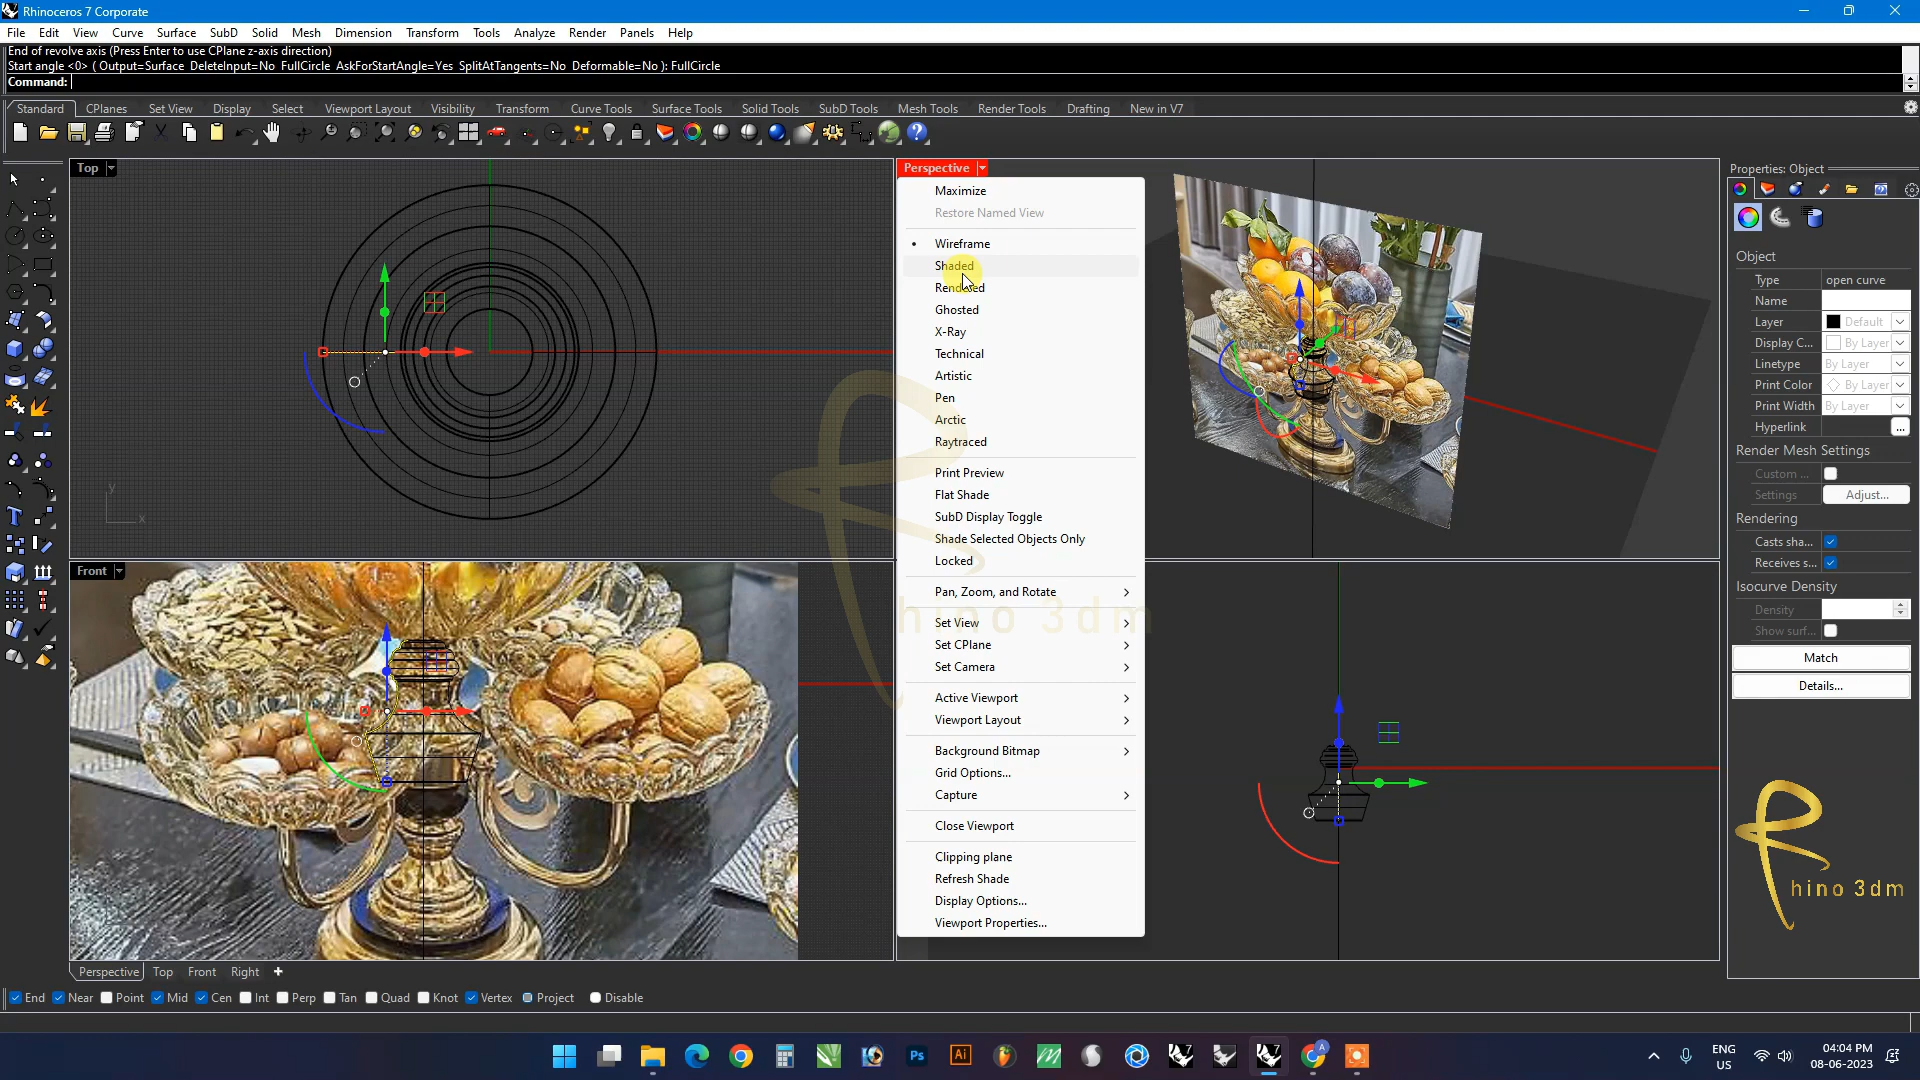 Rhinoceros 7 Corporate
File Edit View Curve Surface SubD Solid Mesh Dimension Transform Tools Analyze Render Panels Help
End of revolve axis (Press Enter to use CPlane z-axis direction)
Start angle <0> ( Output=Surface DeleteInput=No FullCircle AskForStartAngle=Yes SplitAtTangents=No Deformable=No ): FullCircle
Command:
Standard CPlanes Set View Display Select Viewport Layout Visibility Transform Curve Tools Surface Tools Solid Tools SubD Tools Mesh Tools Render Tools Drafting New in V7
Top
Perspective
Maximize
Restore Named View
Wireframe
Shaded
Rendered
Ghosted
X-Ray
Technical
Artistic
Pen
Arctic
Raytraced
Print Preview
Flat Shade
SubD Display Toggle
Shade Selected Objects Only
Locked
Pan, Zoom, and Rotate
Set View
Set CPlane
Set Camera
Active Viewport
Viewport Layout
Background Bitmap
Grid Options...
Capture
Close Viewport
Clipping plane
Refresh Shade
Display Options...
Viewport Properties...
y
x
Front
hino 3dm
Properties: Object
Object
Type open curve
Name
Layer Default
Display C... By Layer
Linetype By Layer
Print Color By Layer
Print Width By Layer
Hyperlink ...
Render Mesh Settings
Custom ...
Settings Adjust...
Rendering
Casts sha...
Receives s...
Isocurve Density
Density
Show surf...
Match
Details...
Rhino 3dm
Perspective Top Front Right
End Near Point Mid Cen Int Perp Tan Quad Knot Vertex Project Disable
Ps Ai 7 7 A
ENG
US
04:04 PM
08-06-2023